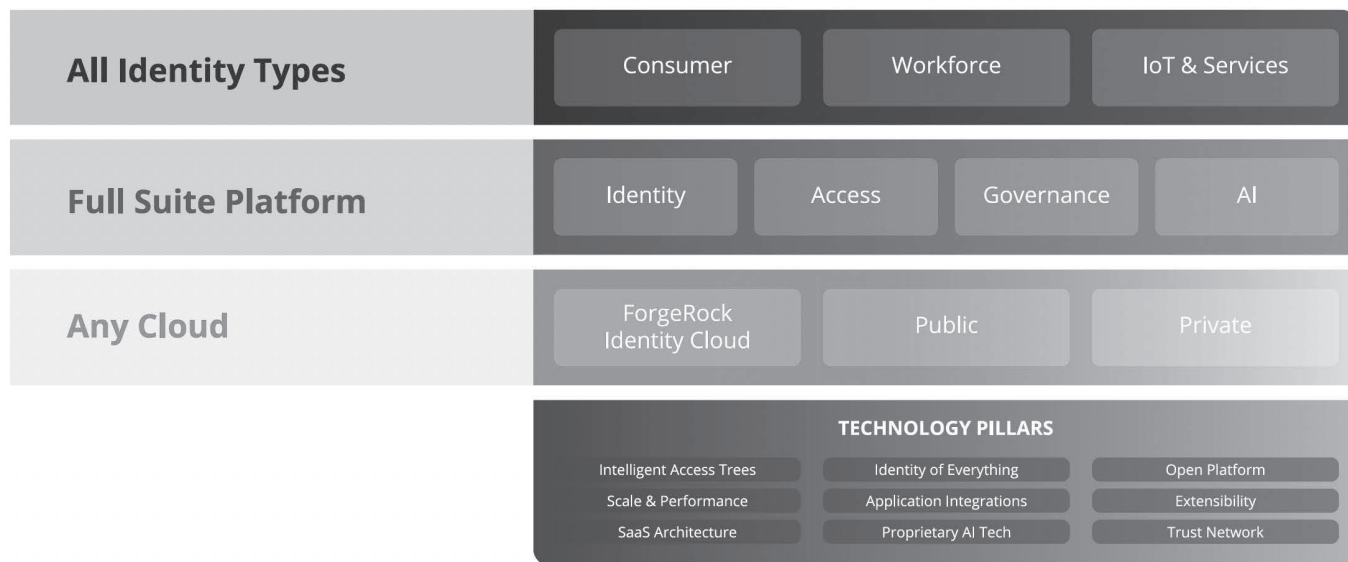 All Identity Types
Consumer
Workforce
IoT & Services
Full Suite Platform
Identity
Access
Governance
AI
Any Cloud
ForgeRock
Identity Cloud
Public
Private
TECHNOLOGY PILLARS
Intelligent Access Trees
Identity of Everything
Open Platform
Scale & Performance
Application Integrations
Extensibility
SaaS Architecture
Proprietary AI Tech
Trust Network